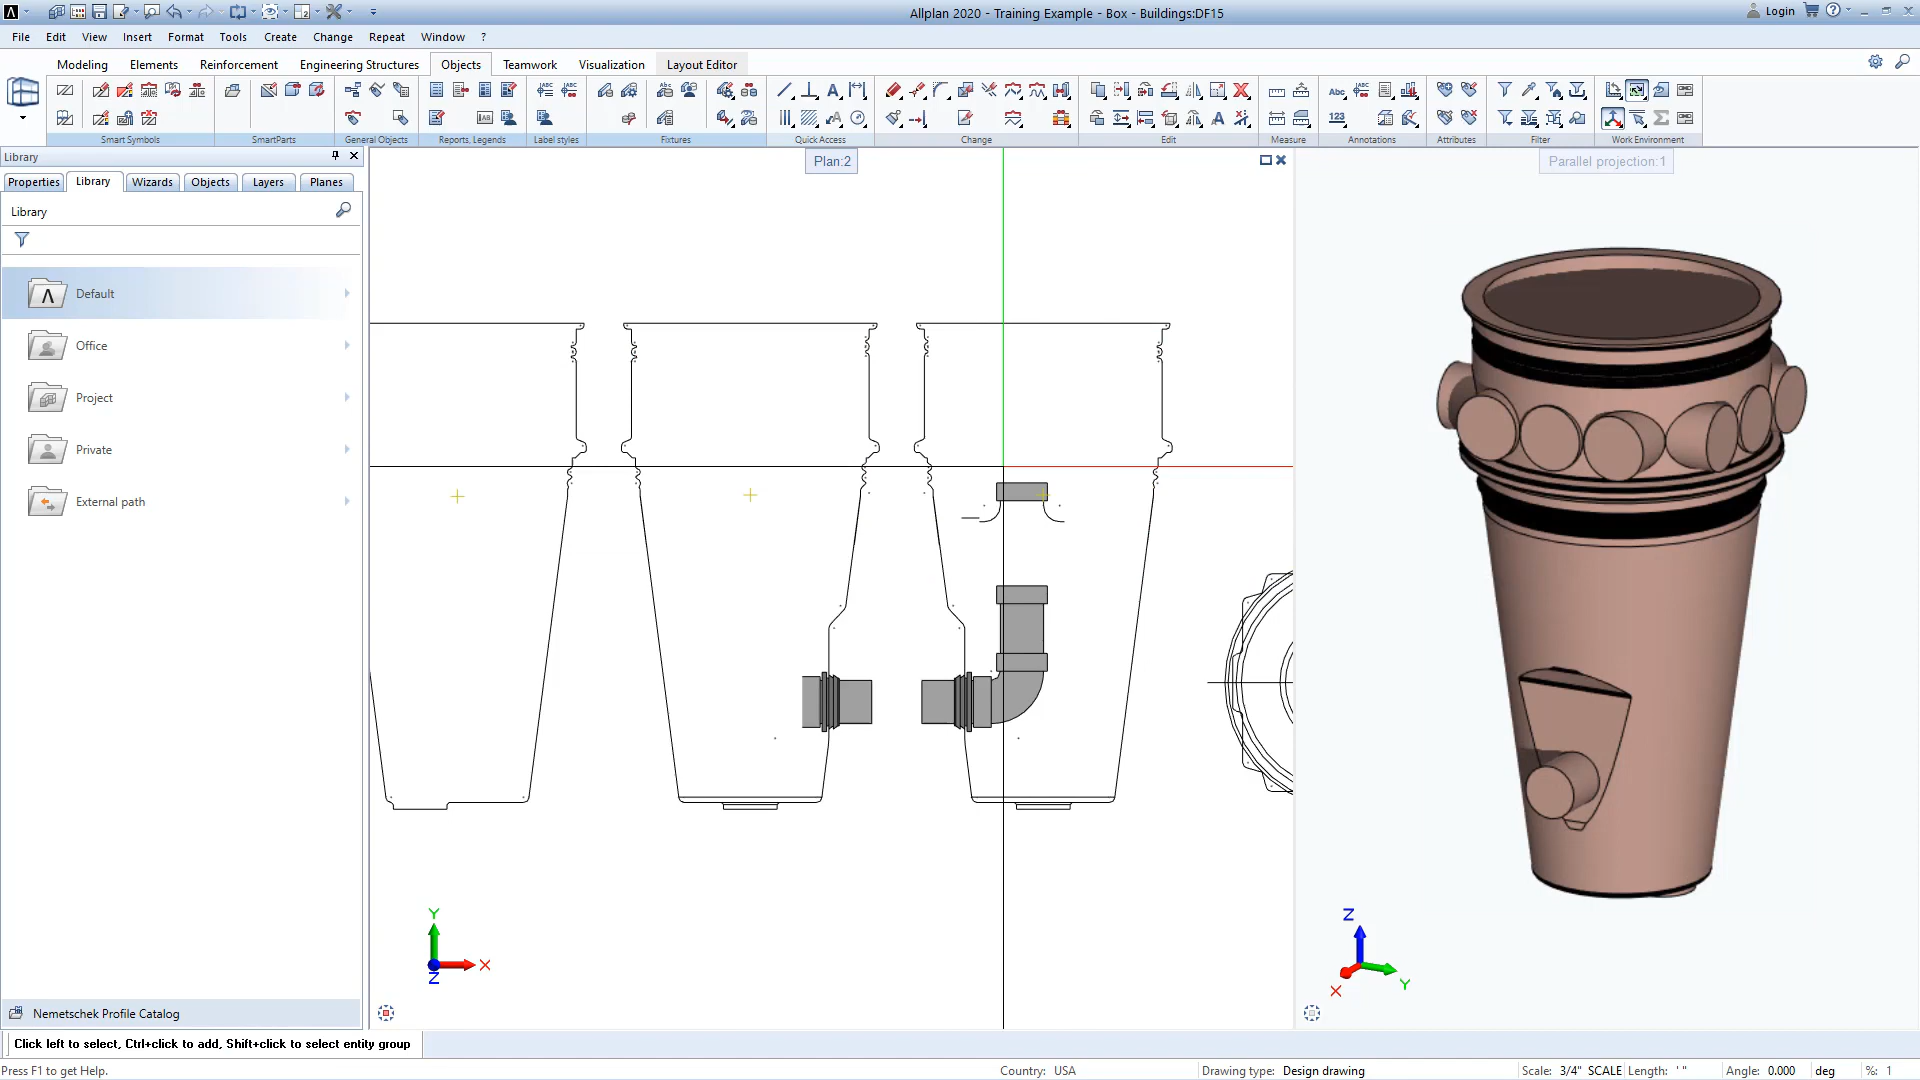 Allplan 2020 - Training Example - Box - Buildings:DF15
Login
File Edit View Insert Format Tools Create Change Repeat Window ?
Modeling Elements Reinforcement Engineering Structures Objects Teamwork Visualization Layout Editor
Smart Symbols SmartParts General Objects Reports, Legends Label styles Fixtures Quick Access Change Edit Measure Annotations Attributes Filter Work Environment
Library
Plan:2
Parallel projection:1
Properties Library Wizards Objects Layers Planes
Library
Default
Office
Project
Private
External path
Y
X
Z
Z
X
Y
Nemetschek Profile Catalog
Click left to select, Ctrl+click to add, Shift+click to select entity group
Press F1 to get Help.
Country: USA
Drawing type: Design drawing
Scale: 3/4" SCALE
Length: ' "
Angle: 0.000 deg
%: 1